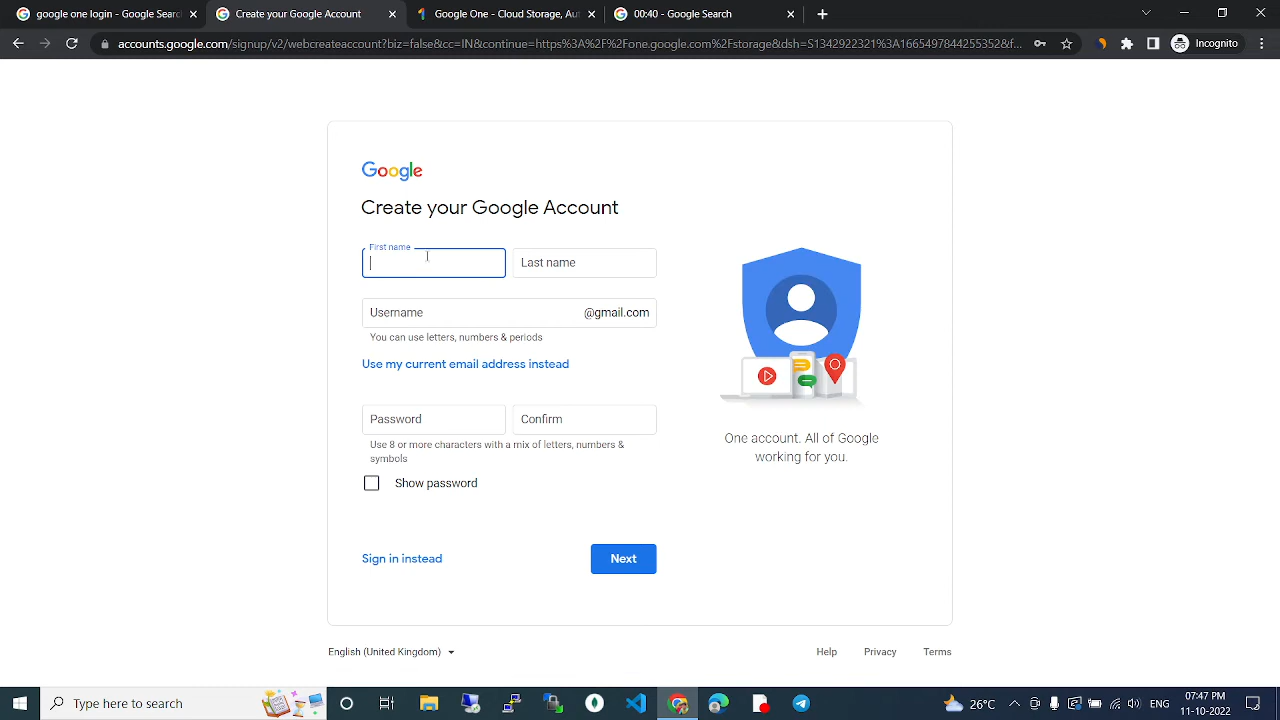 google one login - Google Search
Create your Google Account
Google One - Cloud Storage, Aut
00:40 - Google Search
accounts.google.com/signup/v2/webcreateaccount?biz=false&cc=IN&continue=https%3A%2F%2Fone.google.com%2Fstorage&dsh=S1342922321%3A1665497844255352&f...
Incognito
Google
Create your Google Account
First name
Last name
Username
@gmail.com
You can use letters, numbers & periods
Use my current email address instead
Password
Confirm
Use 8 or more characters with a mix of letters, numbers &
symbols
Show password
One account. All of Google
working for you.
Sign in instead
Next
English (United Kingdom)
Help
Privacy
Terms
Type here to search
26°C
ENG
07:47 PM
11-10-2022